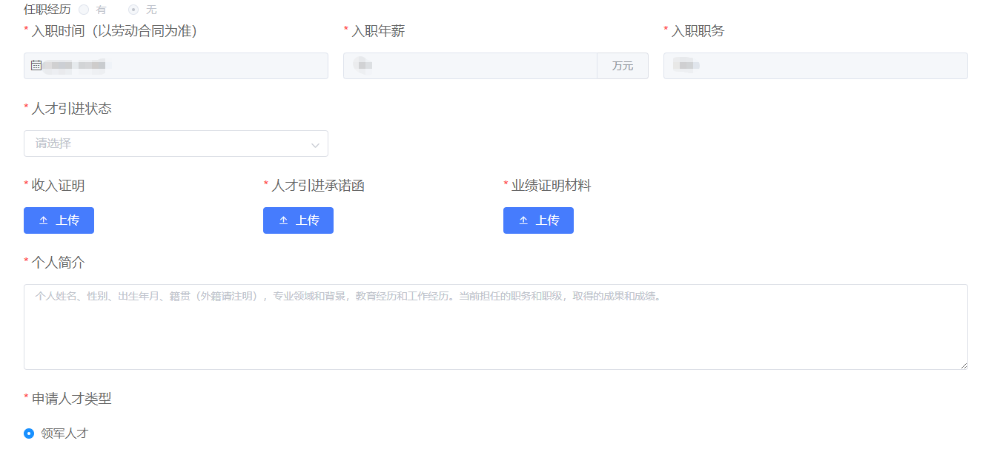 任职经历 有 无
* 入职时间（以劳动合同为准） * 入职年薪 * 入职职务
万元
* 人才引进状态
请选择
* 收入证明 * 人才引进承诺函 * 业绩证明材料
上传 上传 上传
* 个人简介
个人姓名、性别、出生年月、籍贯（外籍请注明），专业领域和背景，教育经历和工作经历。当前担任的职务和职级，取得的成果和成绩。
* 申请人才类型
领军人才